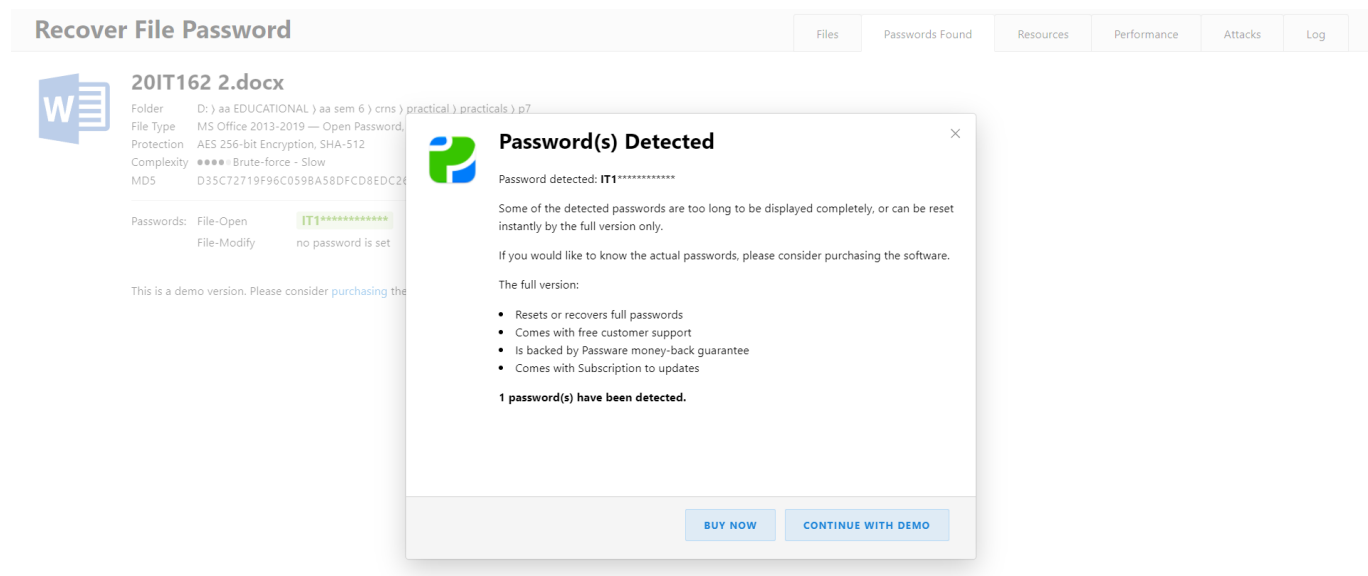 Recover File Password
Files Passwords Found Resources Performance Attacks Log
W
20IT162 2.docx
Folder D: ⟩ aa EDUCATIONAL ⟩ aa sem 6 ⟩ crns ⟩ practical ⟩ practicals ⟩ p7
File Type MS Office 2013-2019 — Open Password,
Protection AES 256-bit Encryption, SHA-512
Complexity ●●●●● Brute-force - Slow
MD5 D35C72719F96C059BA58DFCD8EDC26
Passwords: File-Open IT1************
File-Modify no password is set
This is a demo version. Please consider purchasing the
Password(s) Detected
Password detected: IT1************
Some of the detected passwords are too long to be displayed completely, or can be reset
instantly by the full version only.
If you would like to know the actual passwords, please consider purchasing the software.
The full version:
• Resets or recovers full passwords
• Comes with free customer support
• Is backed by Passware money-back guarantee
• Comes with Subscription to updates
1 password(s) have been detected.
BUY NOW CONTINUE WITH DEMO